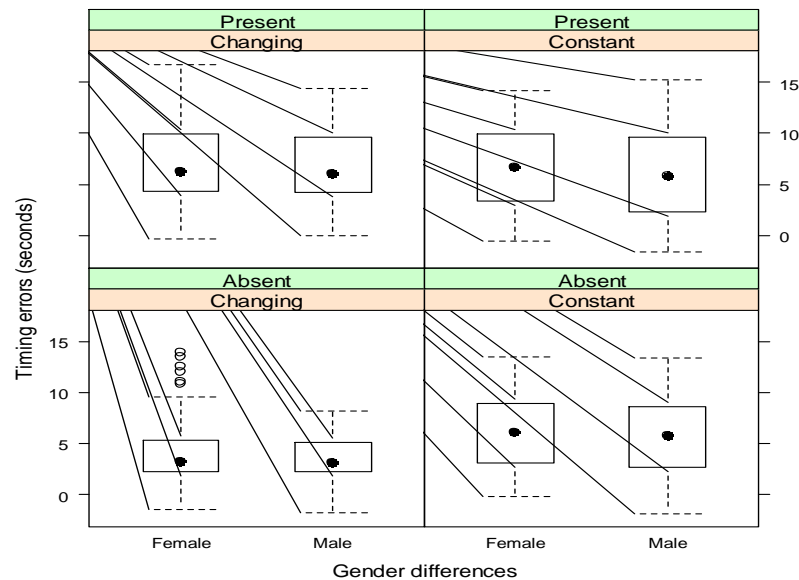 Present Present
Changing Constant
15
10
5
0
Absent Absent
Changing Constant
15
10
5
0
Timing errors (seconds)
Female Male Female Male
Gender differences